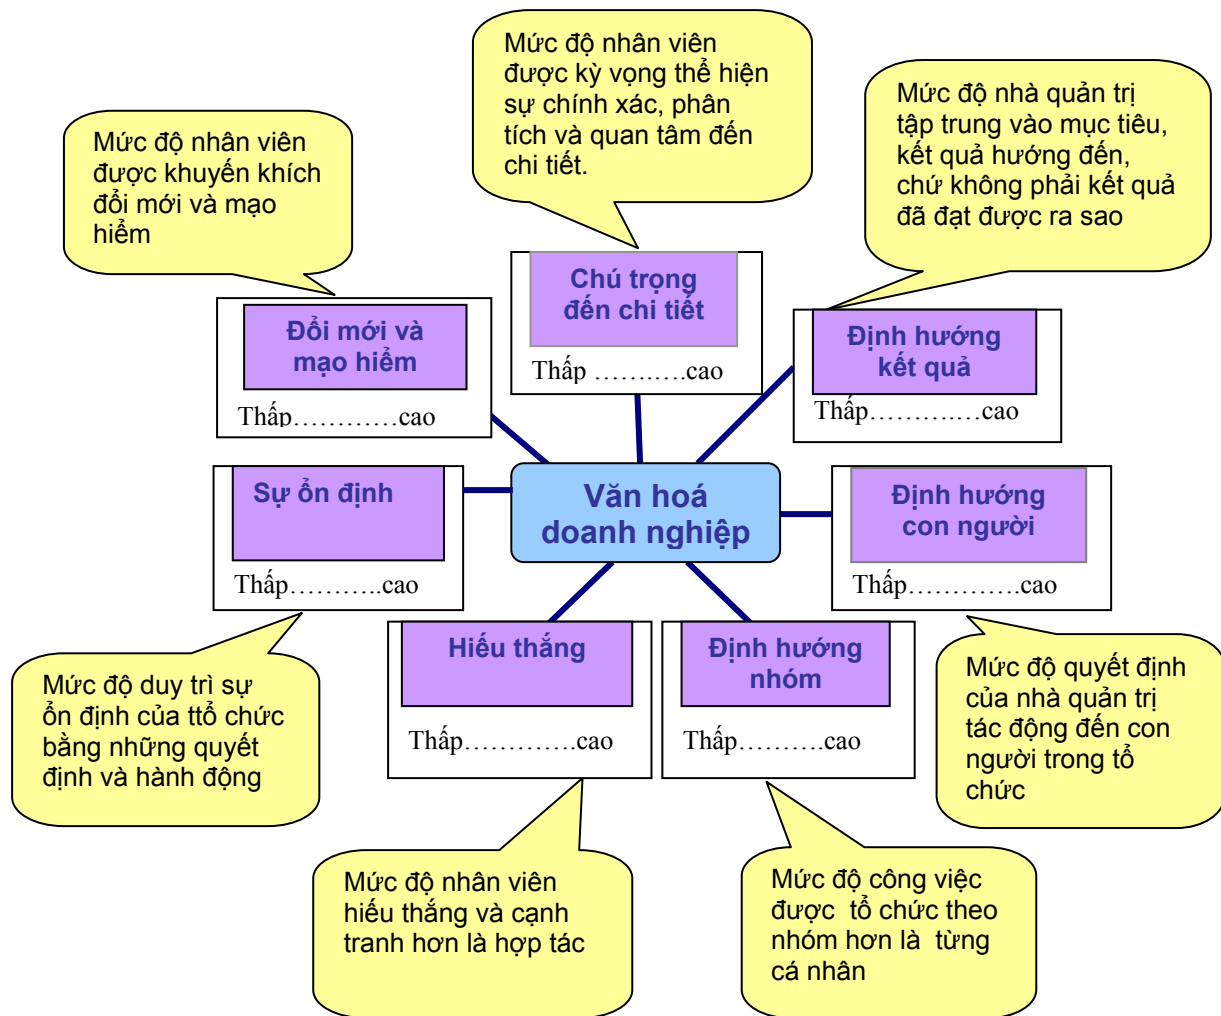 Mức độ nhân viên
được kỳ vọng thể hiện
sự chính xác, phân
tích và quan tâm đến
chi tiết.
Mức độ nhà quản trị
tập trung vào mục tiêu,
kết quả hướng đến,
chứ không phải kết quả
đã đạt được ra sao
Mức độ nhân viên
được khuyến khích
đổi mới và mạo
hiểm
Chú trọng
đến chi tiết
Thấp ……..….cao
Đổi mới và
mạo hiểm
Thấp…………cao
Định hướng
kết quả
Thấp……….…cao
Sự ổn định
Thấp………..cao
Văn hoá
doanh nghiệp
Định hướng
con người
Thấp………….cao
Hiếu thắng
Thấp………….cao
Định hướng
nhóm
Thấp………..cao
Mức độ duy trì sự
ổn định của ttổ chức
bằng những quyết
định và hành động
Mức độ quyết định
của nhà quản trị
tác động đến con
người trong tổ
chức
Mức độ nhân viên
hiếu thắng và cạnh
tranh hơn là hợp tác
Mức độ công việc
được tổ chức theo
nhóm hơn là từng
cá nhân